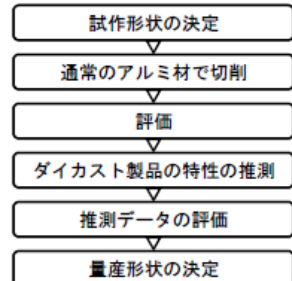 試作形状の決定
通常のアルミ材で切削
評価
ダイカスト製品の特性の推測
推測データの評価
量産形状の決定